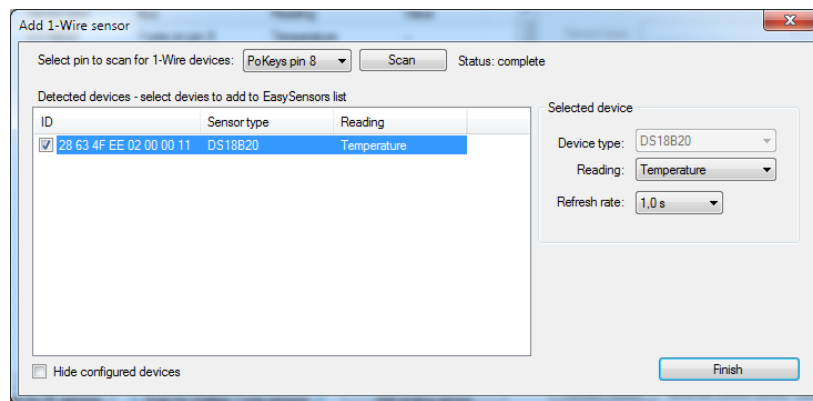 Add 1-Wire sensor
Select pin to scan for 1-Wire devices: PoKeys pin 8 Scan Status: complete
Detected devices - select devies to add to EasySensors list
ID Sensor type Reading
28 63 4F EE 02 00 00 11 DS18B20 Temperature
Selected device
Device type: DS18B20
Reading: Temperature
Refresh rate: 1,0 s
Hide configured devices
Finish